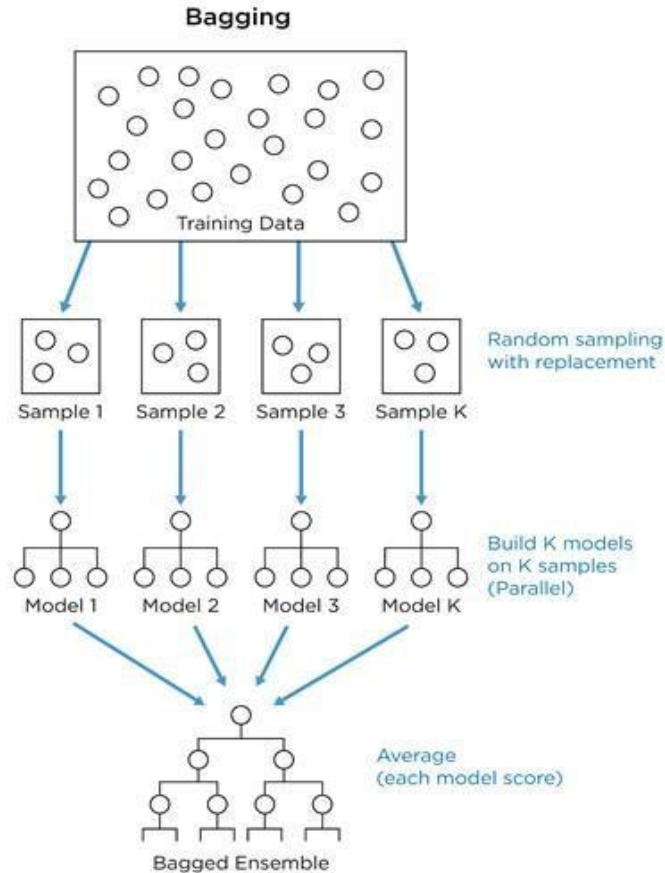 Bagging
Training Data
Random sampling
with replacement
Sample 1
Sample 2
Sample 3
Sample K
Build K models
on K samples
(Parallel)
Model 1
Model 2
Model 3
Model K
Average
(each model score)
Bagged Ensemble